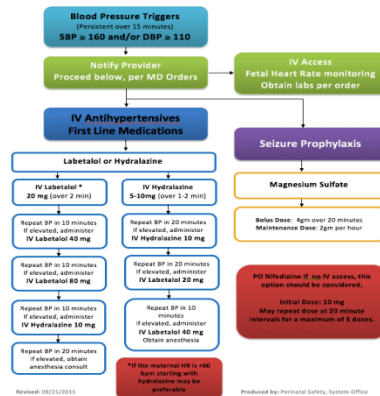 Blood Pressure Triggers
(Persistent over 15 minutes)
SBP ≥ 160 and/or DBP ≥ 110
Notify Provider
Proceed below, per MD Orders
IV Access
Fetal Heart Rate monitoring
Obtain labs per order
IV Antihypertensives
First Line Medications
Seizure Prophylaxis
Labetalol or Hydralazine
IV Labetalol *
20 mg (over 2 min)
Repeat BP in 10 minutes
If elevated, administer
IV Labetalol 40 mg
Repeat BP in 10 minutes
If elevated, administer
IV Labetalol 80 mg
Repeat BP in 10 minutes
If elevated, administer
IV Hydralazine 10 mg
Repeat BP in 20 minutes
If elevated, obtain
anesthesia consult
IV Hydralazine
5-10mg (over 1-2 min)
Repeat BP in 20 minutes
If elevated, administer
IV Hydralazine 10 mg
Repeat BP in 20 minutes
If elevated, administer
IV Labetalol 20 mg
Repeat BP in 10
minutes
If elevated, administer
IV Labetalol 40 mg
Obtain anesthesia
*If the maternal HR is <60
bpm starting with
hydralazine may be
preferable
Magnesium Sulfate
Bolus Dose: 4gm over 20 minutes
Maintenance Dose: 2gm per hour
PO Nifedipine if no IV access, this
option should be considered.
Initial Dose: 10 mg
May repeat dose at 20 minute
intervals for a maximum of 5 doses.
Revised: 09/21/2015
Produced by: Perinatal Safety, System Office